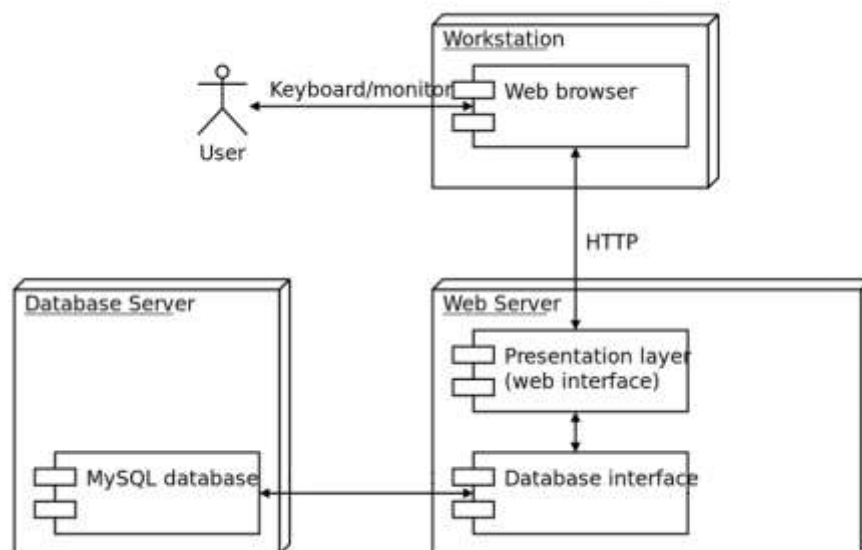 Workstation
Keyboard/monitor
Web browser
User
HTTP
Database Server
Web Server
Presentation layer
(web interface)
MySQL database
Database interface